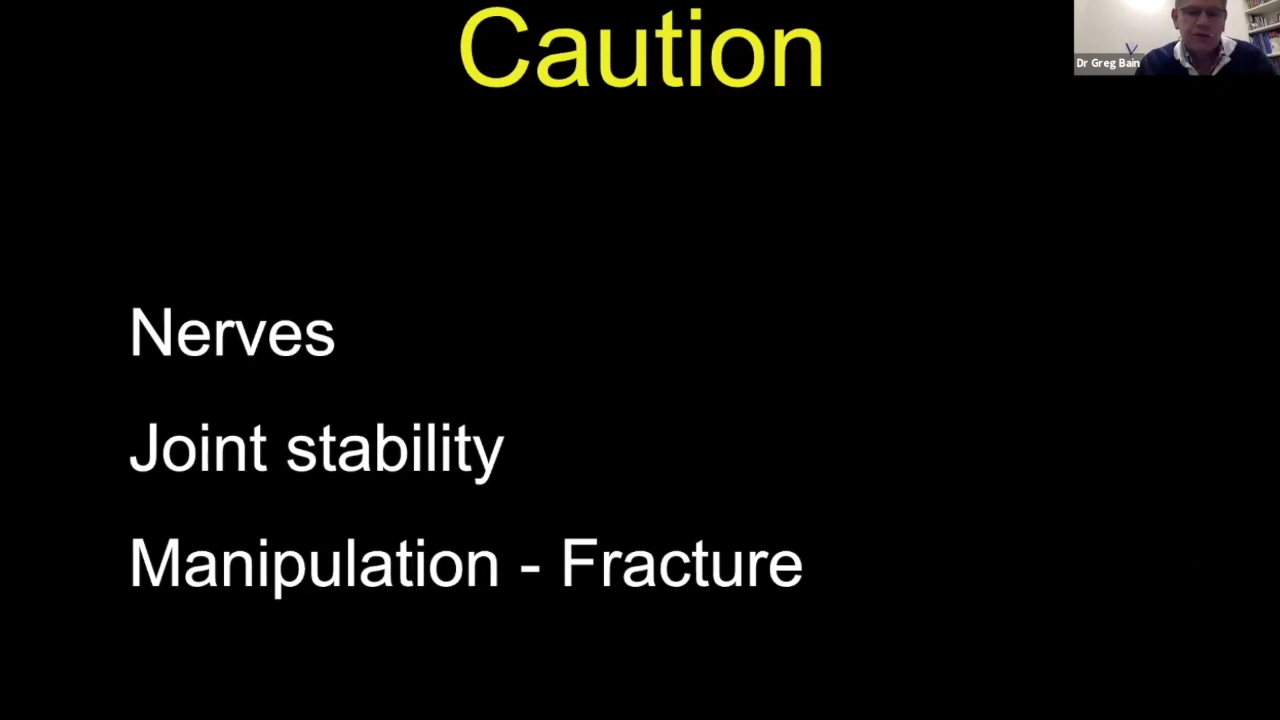 Caution
Dr Greg Bain
Nerves
Joint stability
Manipulation - Fracture